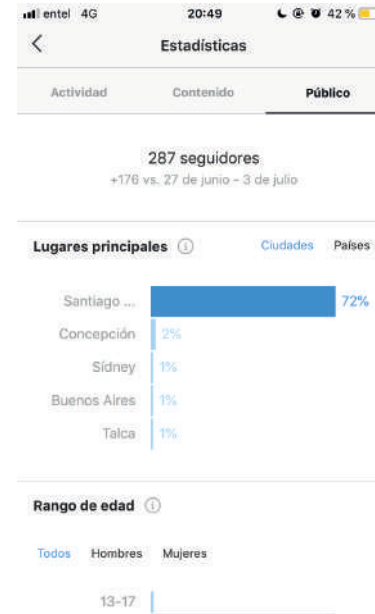 entel 4G 20:49 42 %
Estadísticas
Actividad Contenido Público
287 seguidores
+176 vs. 27 de junio – 3 de julio
Lugares principales Ciudades Países
Santiago ... 72%
Concepción 2%
Sídney 1%
Buenos Aires 1%
Talca 1%
Rango de edad
Todos Hombres Mujeres
13-17